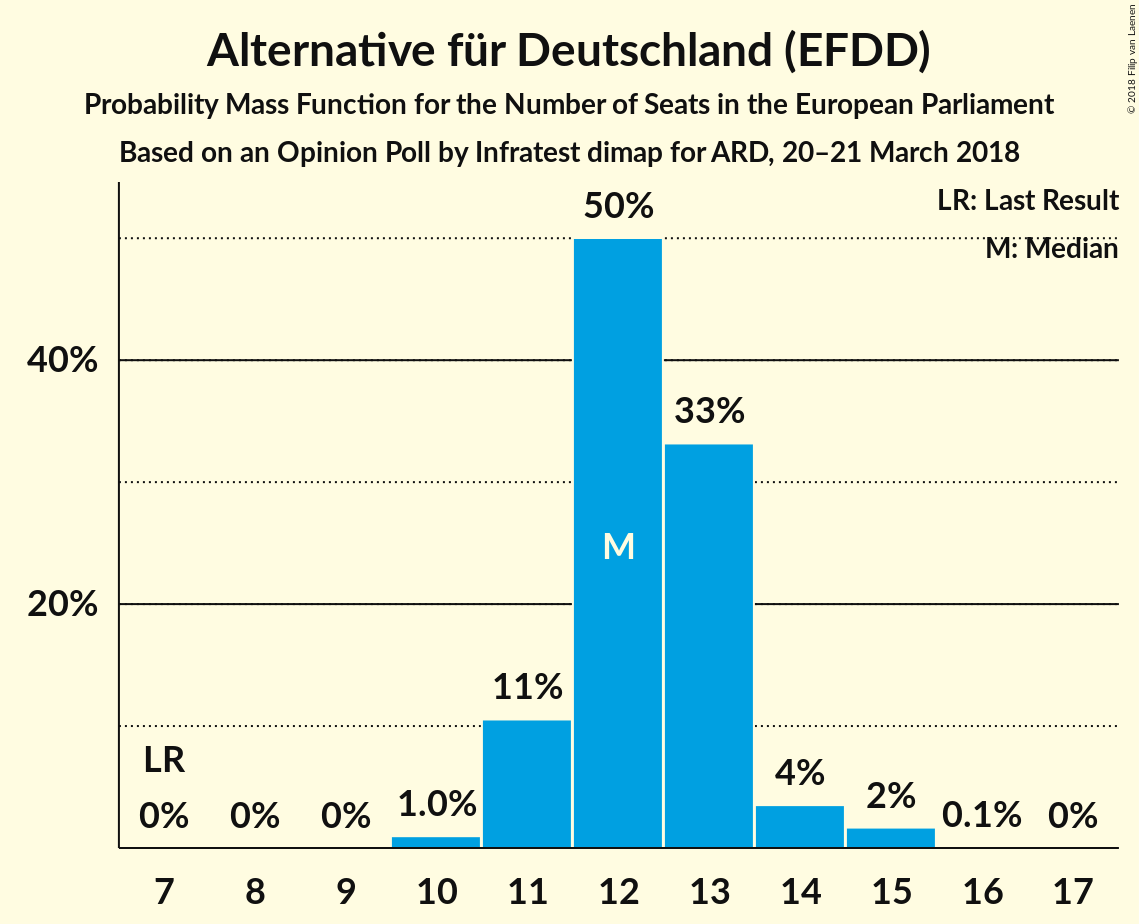 Alternative für Deutschland (EFDD)
Probability Mass Function for the Number of Seats in the European Parliament
Based on an Opinion Poll by Infratest dimap for ARD, 20–21 March 2018
© 2018 Filip van Laenen
LR: Last Result
M: Median
50%
40%
33%
M
20%
11%
LR
0% 0% 0% 1.0% 4% 2% 0.1% 0%
7 8 9 10 11 12 13 14 15 16 17